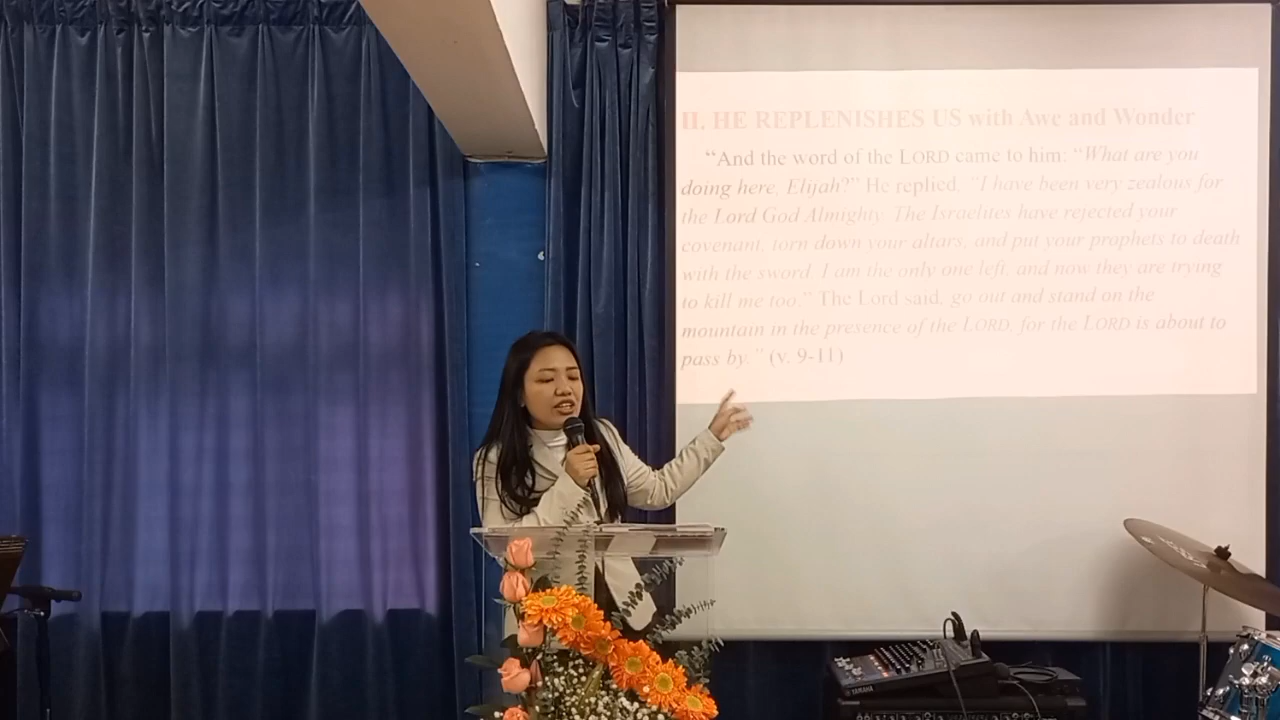 II. HE REPLENISHES US with Awe and Wonder
“And the word of the LORD came to him: “What are you
doing here, Elijah?” He replied, “I have been very zealous for
the Lord God Almighty. The Israelites have rejected your
covenant, torn down your altars, and put your prophets to death
with the sword. I am the only one left, and now they are trying
to kill me too.” The Lord said, go out and stand on the
mountain in the presence of the LORD, for the LORD is about to
pass by.” (v. 9-11)
YAMAHA